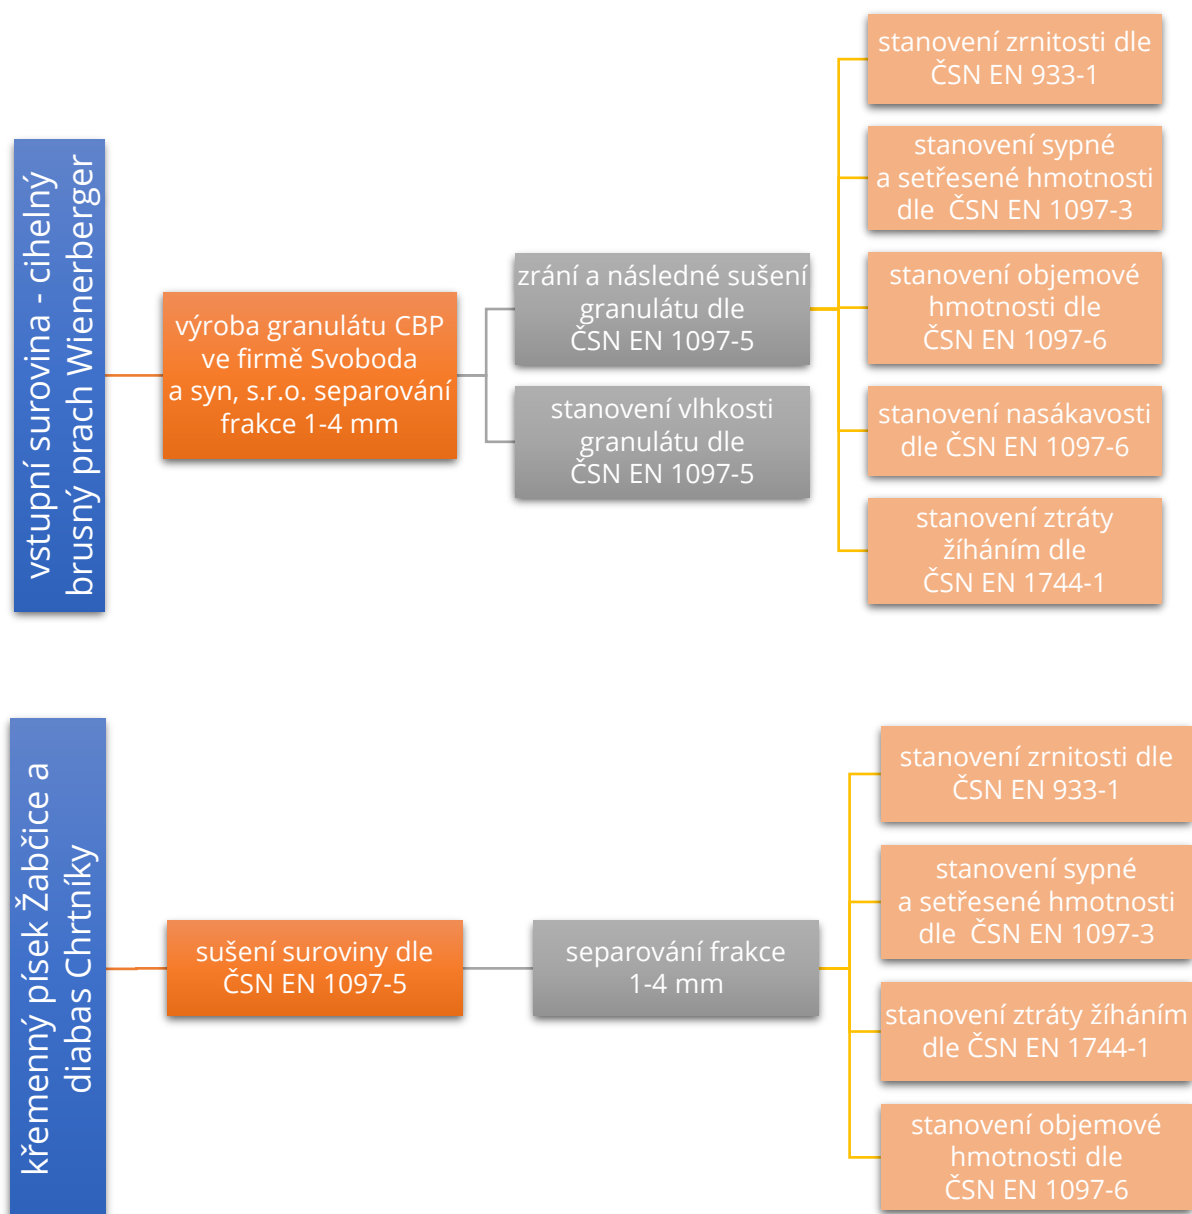 vstupní surovina - cihelný
brusný prach Wienerberger
výroba granulátu CBP
ve firmě Svoboda
a syn, s.r.o. separování
frakce 1-4 mm
zrání a následné sušení
granulátu dle
ČSN EN 1097-5
stanovení vlhkosti
granulátu dle
ČSN EN 1097-5
stanovení zrnitosti dle
ČSN EN 933-1
stanovení sypné
a setřesené hmotnosti
dle  ČSN EN 1097-3
stanovení objemové
hmotnosti dle
ČSN EN 1097-6
stanovení nasákavosti
dle ČSN EN 1097-6
stanovení ztráty
žíháním dle
ČSN EN 1744-1
křemenný písek Žabčice a
diabas Chrtníky
sušení suroviny dle
ČSN EN 1097-5
separování frakce
1-4 mm
stanovení zrnitosti dle
ČSN EN 933-1
stanovení sypné
a setřesené hmotnosti
dle  ČSN EN 1097-3
stanovení ztráty žíháním
dle ČSN EN 1744-1
stanovení objemové
hmotnosti dle
ČSN EN 1097-6